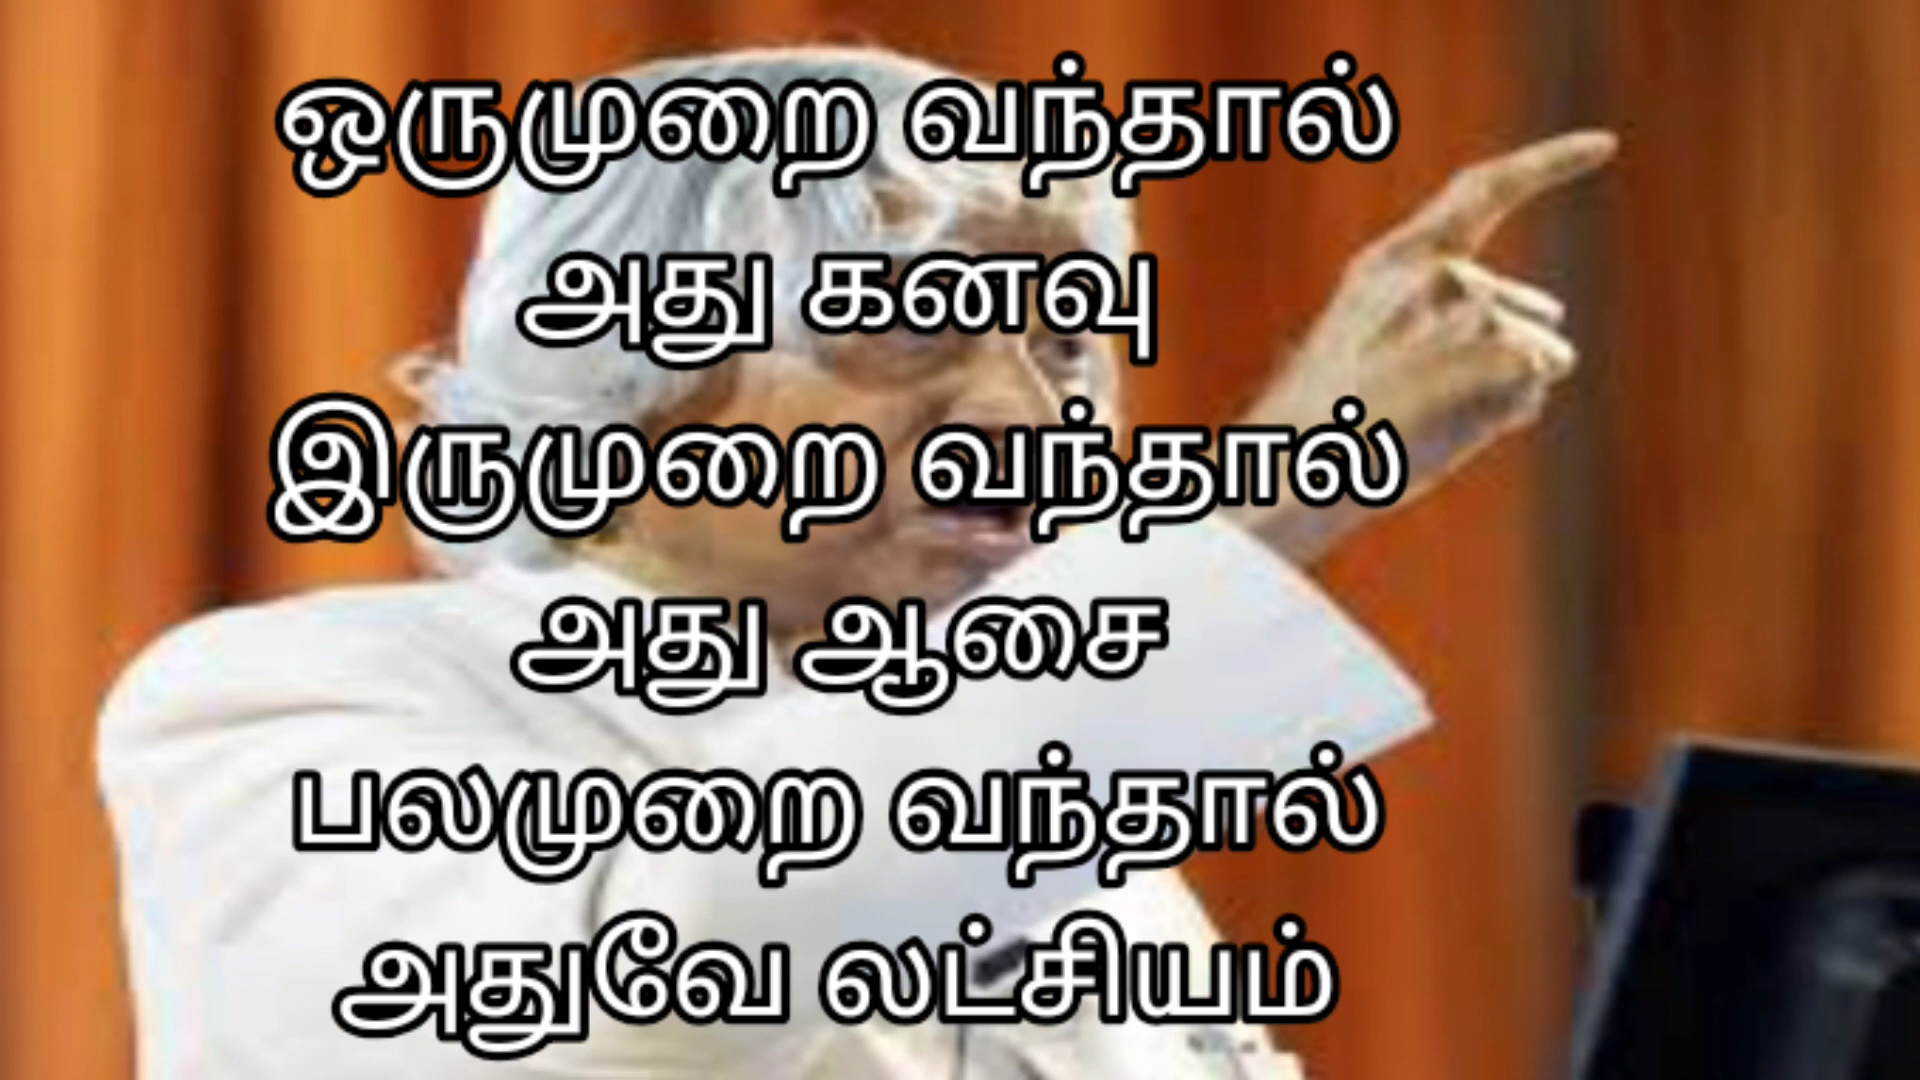 ஒருமுறை வந்தால்
அது கனவு
இருமுறை வந்தால்
அது ஆசை
பலமுறை வந்தால்
அதுவே லட்சியம்